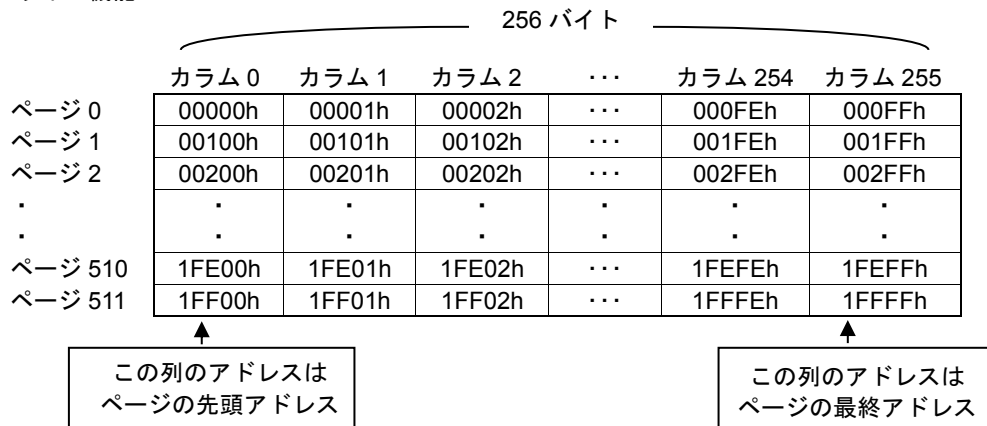 256 バイト
カラム 0 カラム 1 カラム 2 ・・・ カラム 254 カラム 255
ページ 0 00000h 00001h 00002h ・・・ 000FEh 000FFh
ページ 1 00100h 00101h 00102h ・・・ 001FEh 001FFh
ページ 2 00200h 00201h 00202h ・・・ 002FEh 002FFh
・ ・ ・ ・ ・ ・ ・
・ ・ ・ ・ ・ ・ ・
ページ 510 1FE00h 1FE01h 1FE02h ・・・ 1FEFEh 1FEFFh
ページ 511 1FF00h 1FF01h 1FF02h ・・・ 1FFFEh 1FFFFh
この列のアドレスは
ページの先頭アドレス
この列のアドレスは
ページの最終アドレス